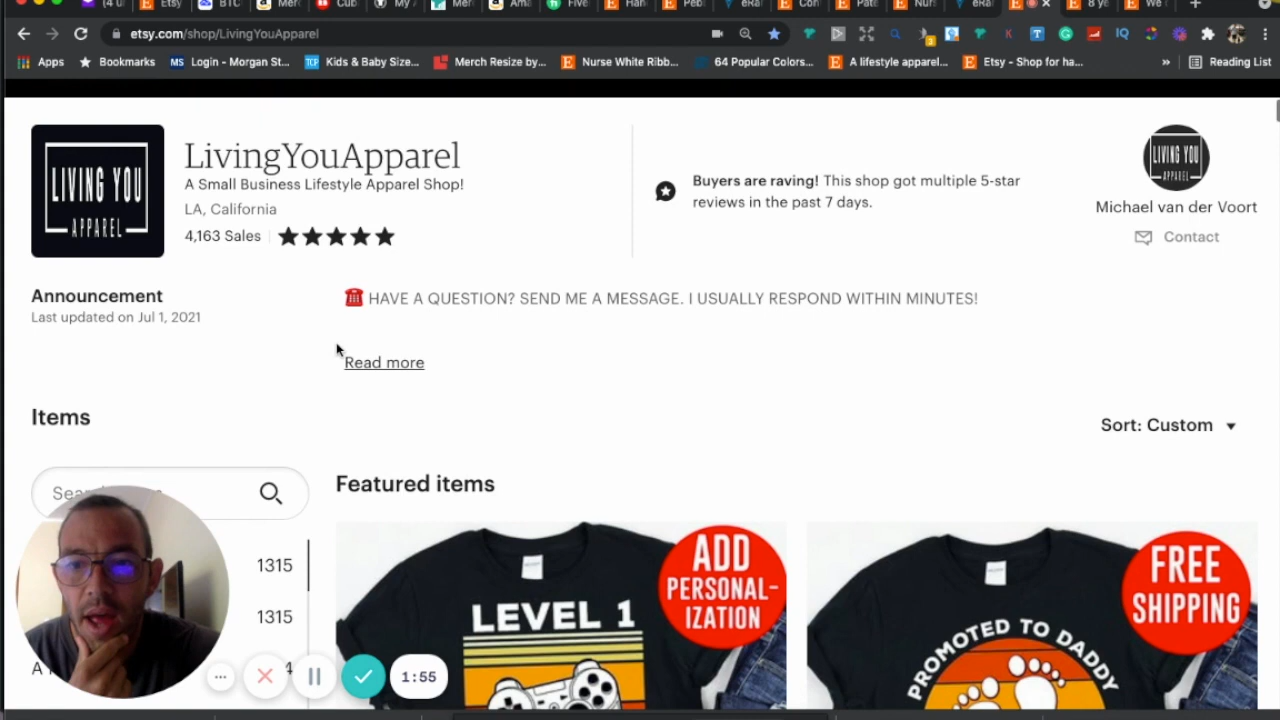 Etsy
BTC
My
etsy.com/shop/LivingYouApparel
Apps
Bookmarks
Login - Morgan St...
Kids & Baby Size...
Merch Resize by...
Nurse White Ribb...
64 Popular Colors...
A lifestyle apparel...
Etsy - Shop for ha...
»
Reading List
LIVING YOU
APPAREL
LivingYouApparel
A Small Business Lifestyle Apparel Shop!
LA, California
4,163 Sales
Buyers are raving! This shop got multiple 5-star
reviews in the past 7 days.
LIVING YOU
APPAREL
Michael van der Voort
Contact
Announcement
Last updated on Jul 1, 2021
HAVE A QUESTION? SEND ME A MESSAGE. I USUALLY RESPOND WITHIN MINUTES!
Read more
Items
Sort: Custom
1315
1315
Featured items
LEVEL 1
ADD
PERSONAL-
IZATION
PROMOTED TO DADDY
FREE
SHIPPING
1:55